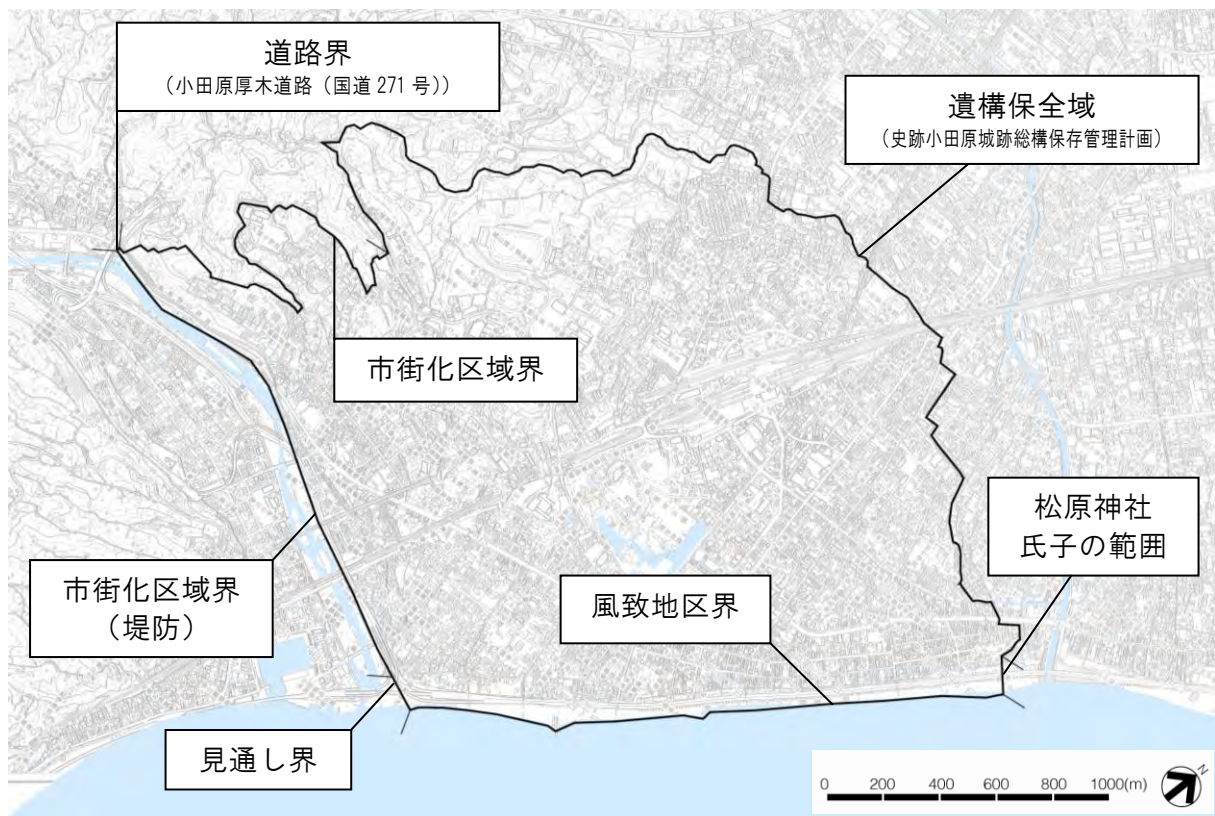 道路界
（小田原厚木道路（国道271号））
遺構保全域
（史跡小田原城跡総構保存管理計画）
市街化区域界
松原神社
氏子の範囲
市街化区域界
（堤防）
風致地区界
見通し界
0 200 400 600 800 1000(m)
N